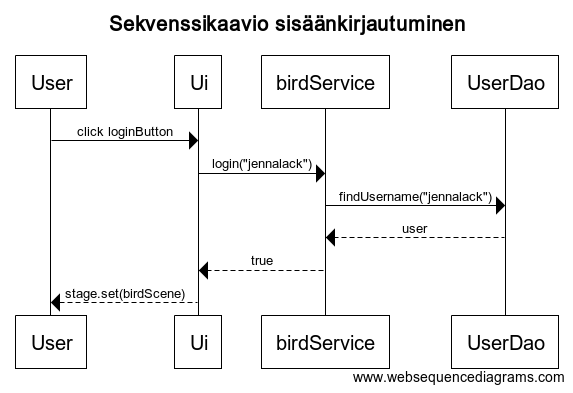 Sekvenssikaavio sisäänkirjautuminen
User
Ui
birdService
UserDao
click loginButton
login("jennalack")
findUsername("jennalack")
user
true
stage.set(birdScene)
User
Ui
birdService
UserDao
www.websequencediagrams.com